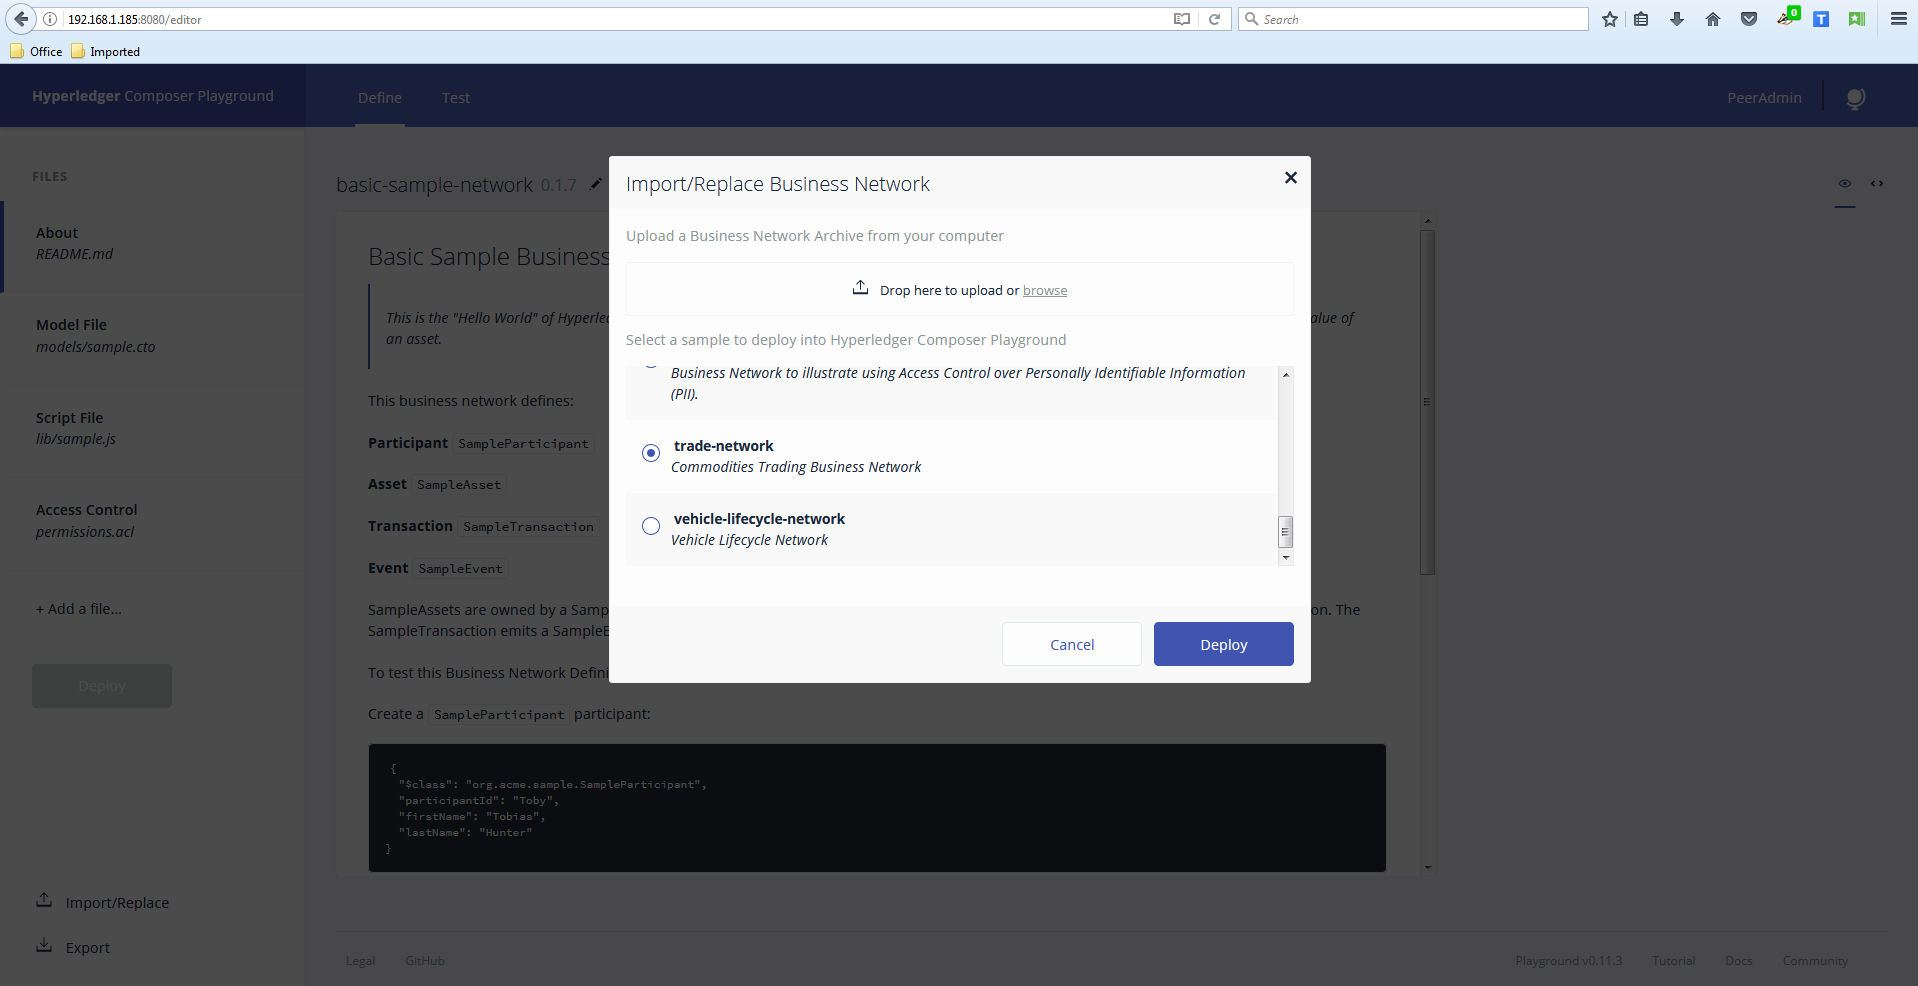 192.168.1.185:8080/editor
Search
0
T
Office
Imported
Hyperledger Composer Playground
Define
Test
PeerAdmin
FILES
About
README.md
Model File
models/sample.cto
Script File
lib/sample.js
Access Control
permissions.acl
+ Add a file...
Deploy
Import/Replace
Export
basic-sample-network 0.1.7
Basic Sample Business
This is the "Hello World" of Hyperled
alue of
an asset.
This business network defines:
Participant SampleParticipant
Asset SampleAsset
Transaction SampleTransaction
Event SampleEvent
SampleAssets are owned by a Samp
on. The
SampleTransaction emits a SampleE
To test this Business Network Defini
Create a SampleParticipant participant:
{
"$class": "org.acme.sample.SampleParticipant",
"participantId": "Toby",
"firstName": "Tobias",
"lastName": "Hunter"
}
Import/Replace Business Network
Upload a Business Network Archive from your computer
Drop here to upload or browse
Select a sample to deploy into Hyperledger Composer Playground
Business Network to illustrate using Access Control over Personally Identifiable Information
(PII).
trade-network
Commodities Trading Business Network
vehicle-lifecycle-network
Vehicle Lifecycle Network
Cancel
Deploy
Legal
GitHub
Playground v0.11.3
Tutorial
Docs
Community